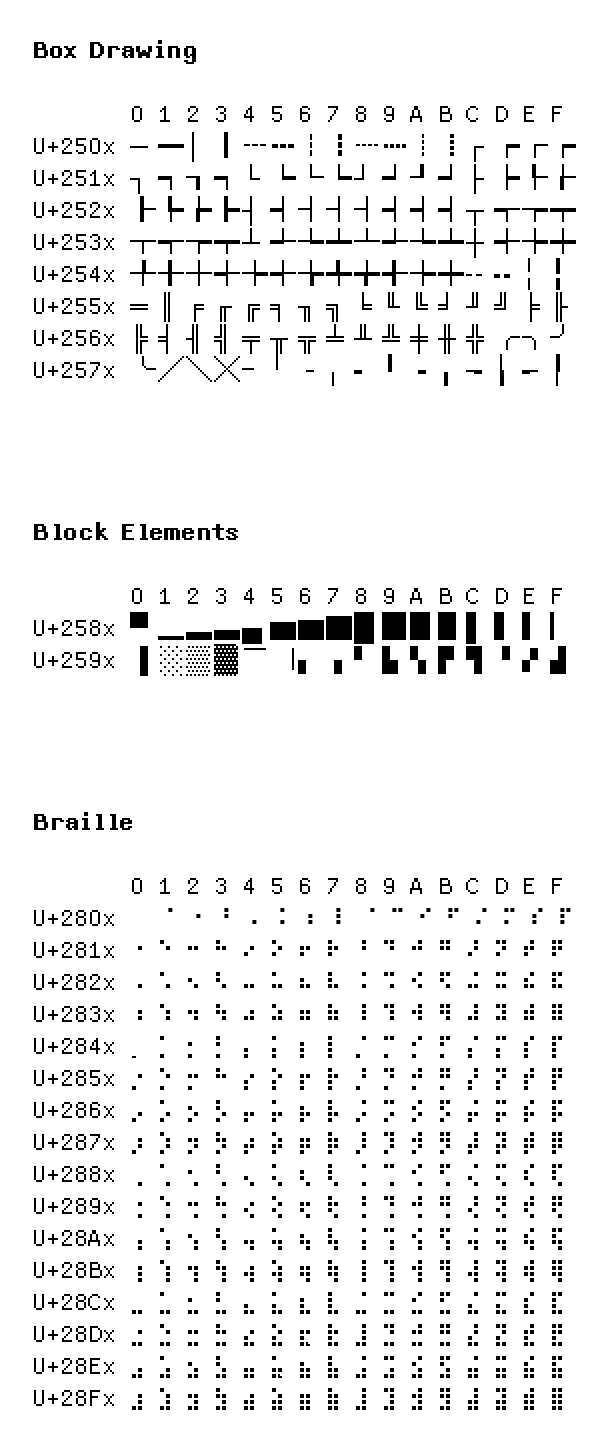 Box Drawing
0 1 2 3 4 5 6 7 8 9 A B C D E F
U+250x ─ ━ │ ┃ ┄ ┅ ┆ ┇ ┈ ┉ ┊ ┋ ┌ ┍ ┎ ┏
U+251x ┐ ┑ ┒ ┓ └ ┕ ┖ ┗ ┘ ┙ ┚ ┛ ├ ┝ ┞ ┟
U+252x ┠ ┡ ┢ ┣ ┤ ┥ ┦ ┧ ┨ ┩ ┪ ┫ ┬ ┭ ┮ ┯
U+253x ┰ ┱ ┲ ┳ ┴ ┵ ┶ ┷ ┸ ┹ ┺ ┻ ┼ ┽ ┾ ┿
U+254x ╀ ╁ ╂ ╃ ╄ ╅ ╆ ╇ ╈ ╉ ╊ ╋ ╌ ╍ ╎ ╏
U+255x ═ ║ ╒ ╓ ╔ ╕ ╖ ╗ ╘ ╙ ╚ ╛ ╜ ╝ ╞ ╟
U+256x ╠ ╡ ╢ ╣ ╤ ╥ ╦ ╧ ╨ ╩ ╪ ╫ ╬ ╭ ╮ ╯
U+257x ╰ ╱ ╲ ╳ ╴ ╵ ╶ ╷ ╸ ╹ ╺ ╻ ╼ ╽ ╾ ╿
Block Elements
0 1 2 3 4 5 6 7 8 9 A B C D E F
U+258x ▀ ▁ ▂ ▃ ▄ ▅ ▆ ▇ █ ▉ ▊ ▋ ▌ ▍ ▎ ▏
U+259x ▐ ░ ▒ ▓ ▔ ▕ ▖ ▗ ▘ ▙ ▚ ▛ ▜ ▝ ▞ ▟
Braille
0 1 2 3 4 5 6 7 8 9 A B C D E F
U+280x ⠀ ⠁ ⠂ ⠃ ⠄ ⠅ ⠆ ⠇ ⠈ ⠉ ⠊ ⠋ ⠌ ⠍ ⠎ ⠏
U+281x ⠐ ⠑ ⠒ ⠓ ⠔ ⠕ ⠖ ⠗ ⠘ ⠙ ⠚ ⠛ ⠜ ⠝ ⠞ ⠟
U+282x ⠠ ⠡ ⠢ ⠣ ⠤ ⠥ ⠦ ⠧ ⠨ ⠩ ⠪ ⠫ ⠬ ⠭ ⠮ ⠯
U+283x ⠰ ⠱ ⠲ ⠳ ⠴ ⠵ ⠶ ⠷ ⠸ ⠹ ⠺ ⠻ ⠼ ⠽ ⠾ ⠿
U+284x ⡀ ⡁ ⡂ ⡃ ⡄ ⡅ ⡆ ⡇ ⡈ ⡉ ⡊ ⡋ ⡌ ⡍ ⡎ ⡏
U+285x ⡐ ⡑ ⡒ ⡓ ⡔ ⡕ ⡖ ⡗ ⡘ ⡙ ⡚ ⡛ ⡜ ⡝ ⡞ ⡟
U+286x ⡠ ⡡ ⡢ ⡣ ⡤ ⡥ ⡦ ⡧ ⡨ ⡩ ⡪ ⡫ ⡬ ⡭ ⡮ ⡯
U+287x ⡰ ⡱ ⡲ ⡳ ⡴ ⡵ ⡶ ⡷ ⡸ ⡹ ⡺ ⡻ ⡼ ⡽ ⡾ ⡿
U+288x ⢀ ⢁ ⢂ ⢃ ⢄ ⢅ ⢆ ⢇ ⢈ ⢉ ⢊ ⢋ ⢌ ⢍ ⢎ ⢏
U+289x ⢐ ⢑ ⢒ ⢓ ⢔ ⢕ ⢖ ⢗ ⢘ ⢙ ⢚ ⢛ ⢜ ⢝ ⢞ ⢟
U+28Ax ⢠ ⢡ ⢢ ⢣ ⢤ ⢥ ⢦ ⢧ ⢨ ⢩ ⢪ ⢫ ⢬ ⢭ ⢮ ⢯
U+28Bx ⢰ ⢱ ⢲ ⢳ ⢴ ⢵ ⢶ ⢷ ⢸ ⢹ ⢺ ⢻ ⢼ ⢽ ⢾ ⢿
U+28Cx ⣀ ⣁ ⣂ ⣃ ⣄ ⣅ ⣆ ⣇ ⣈ ⣉ ⣊ ⣋ ⣌ ⣍ ⣎ ⣏
U+28Dx ⣐ ⣑ ⣒ ⣓ ⣔ ⣕ ⣖ ⣗ ⣘ ⣙ ⣚ ⣛ ⣜ ⣝ ⣞ ⣟
U+28Ex ⣠ ⣡ ⣢ ⣣ ⣤ ⣥ ⣦ ⣧ ⣨ ⣩ ⣪ ⣫ ⣬ ⣭ ⣮ ⣯
U+28Fx ⣰ ⣱ ⣲ ⣳ ⣴ ⣵ ⣶ ⣷ ⣸ ⣹ ⣺ ⣻ ⣼ ⣽ ⣾ ⣿